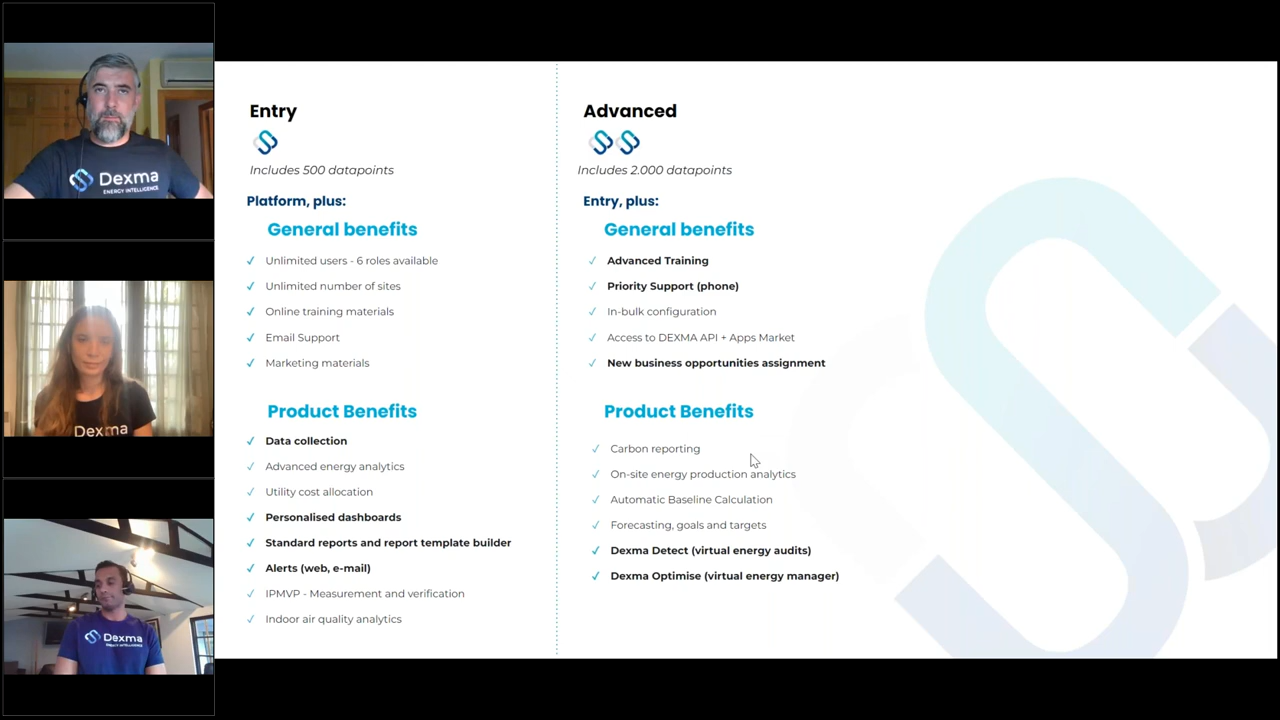 Dexma
ENERGY INTELLIGENCE
Dexma
Dexma
ENERGY INTELLIGENCE
Entry
Includes 500 datapoints
Platform, plus:
General benefits
Unlimited users - 6 roles available
Unlimited number of sites
Online training materials
Email Support
Marketing materials
Product Benefits
Data collection
Advanced energy analytics
Utility cost allocation
Personalised dashboards
Standard reports and report template builder
Alerts (web, e-mail)
IPMVP - Measurement and verification
Indoor air quality analytics
Advanced
Includes 2.000 datapoints
Entry, plus:
General benefits
Advanced Training
Priority Support (phone)
In-bulk configuration
Access to DEXMA API + Apps Market
New business opportunities assignment
Product Benefits
Carbon reporting
On-site energy production analytics
Automatic Baseline Calculation
Forecasting, goals and targets
Dexma Detect (virtual energy audits)
Dexma Optimise (virtual energy manager)